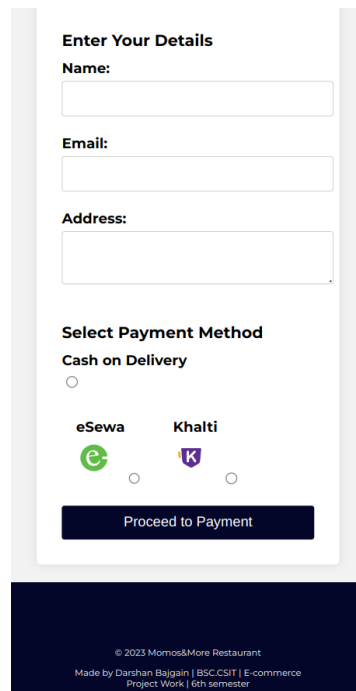 Enter Your Details
Name:
Email:
Address:
Select Payment Method
Cash on Delivery
eSewa Khalti
e K
Proceed to Payment
© 2023 Momos&More Restaurant
Made by Darshan Bajgain | BSC.CSIT | E-commerce
Project Work | 6th semester